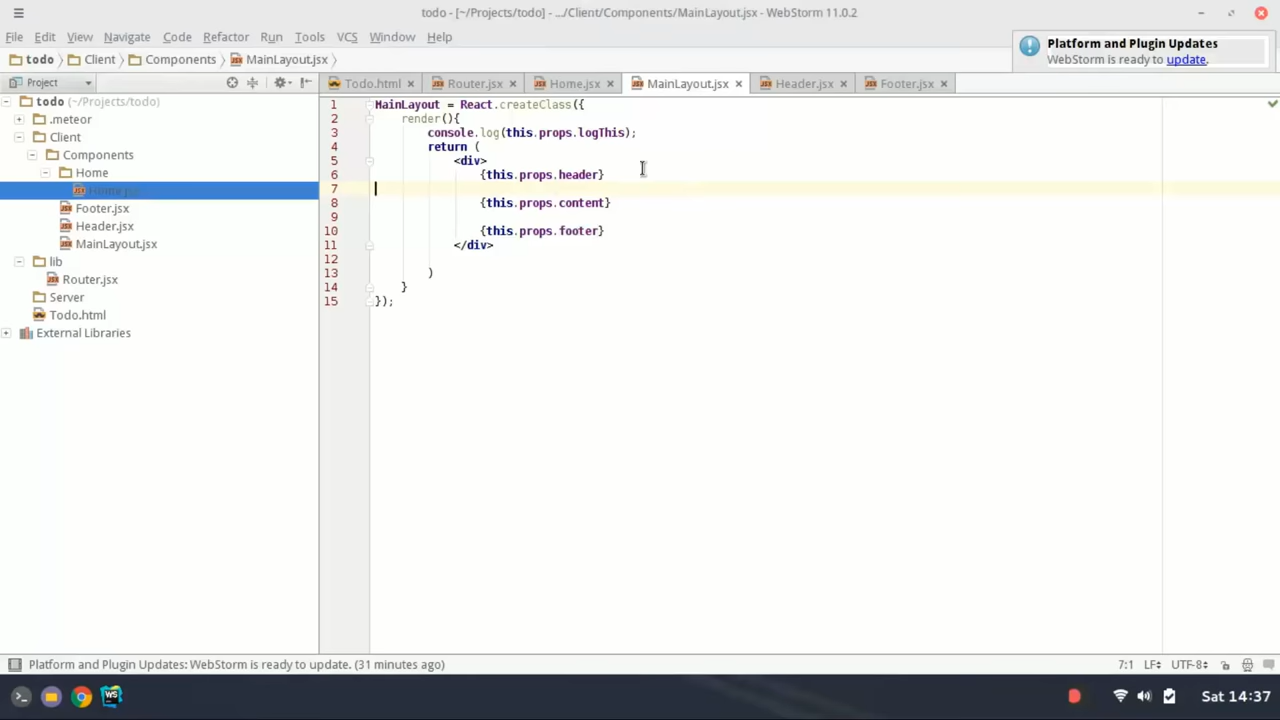 todo - [~/Projects/todo] - .../Client/Components/MainLayout.jsx - WebStorm 11.0.2
File Edit View Navigate Code Refactor Run Tools VCS Window Help
todo Client Components MainLayout.jsx
Platform and Plugin Updates
WebStorm is ready to update.
Project
Todo.html Router.jsx Home.jsx MainLayout.jsx Header.jsx Footer.jsx
todo (~/Projects/todo)
.meteor
Client
Components
Home
Home.jsx
Footer.jsx
Header.jsx
MainLayout.jsx
lib
Router.jsx
Server
Todo.html
External Libraries
1 MainLayout = React.createClass({
2 render(){
3 console.log(this.props.logThis);
4 return (
5 <div>
6 {this.props.header}
7
8 {this.props.content}
9
10 {this.props.footer}
11 </div>
12
13 )
14 }
15 });
Platform and Plugin Updates: WebStorm is ready to update. (31 minutes ago)
7:1 LF UTF-8
WS
Sat 14:37